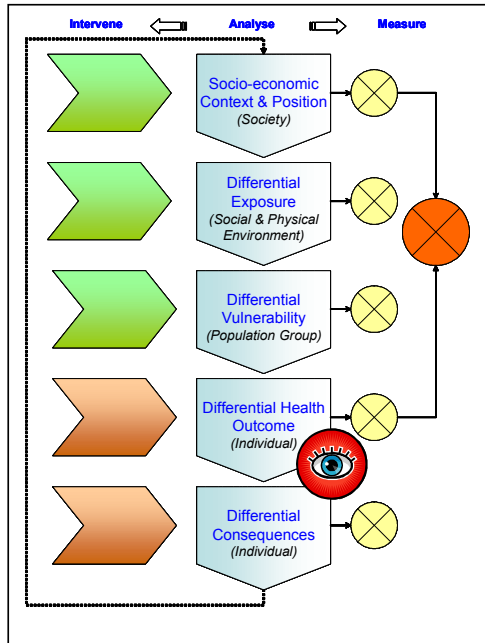 Intervene
Analyse
Measure
Socio-economic
Context & Position
(Society)
Differential
Exposure
(Social & Physical
Environment)
Differential
Vulnerability
(Population Group)
Differential Health
Outcome
(Individual)
Differential
Consequences
(Individual)